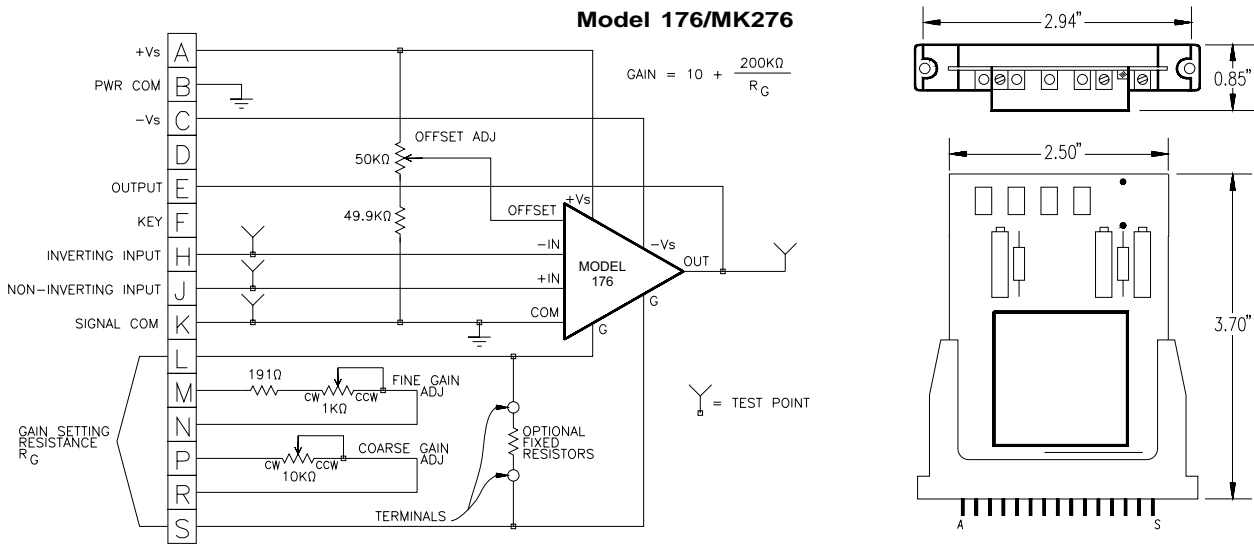 Model 176/MK276
GAIN = 10 + 200KΩ / R G
+Vs A
PWR COM B
−Vs C
D
OUTPUT E
KEY F
INVERTING INPUT H
NON−INVERTING INPUT J
SIGNAL COM K
L
M
N
P
R
S
GAIN SETTING
RESISTANCE
R G
OFFSET ADJ
50KΩ
49.9KΩ
OFFSET
+Vs
−IN
+IN
COM
MODEL
176
−Vs
OUT
G
G
191Ω
CW
CCW
1KΩ
FINE GAIN
ADJ
COARSE GAIN
ADJ
CW
CCW
10KΩ
TERMINALS
OPTIONAL
FIXED
RESISTORS
= TEST POINT
2.94"
0.85"
2.50"
3.70"
A
S